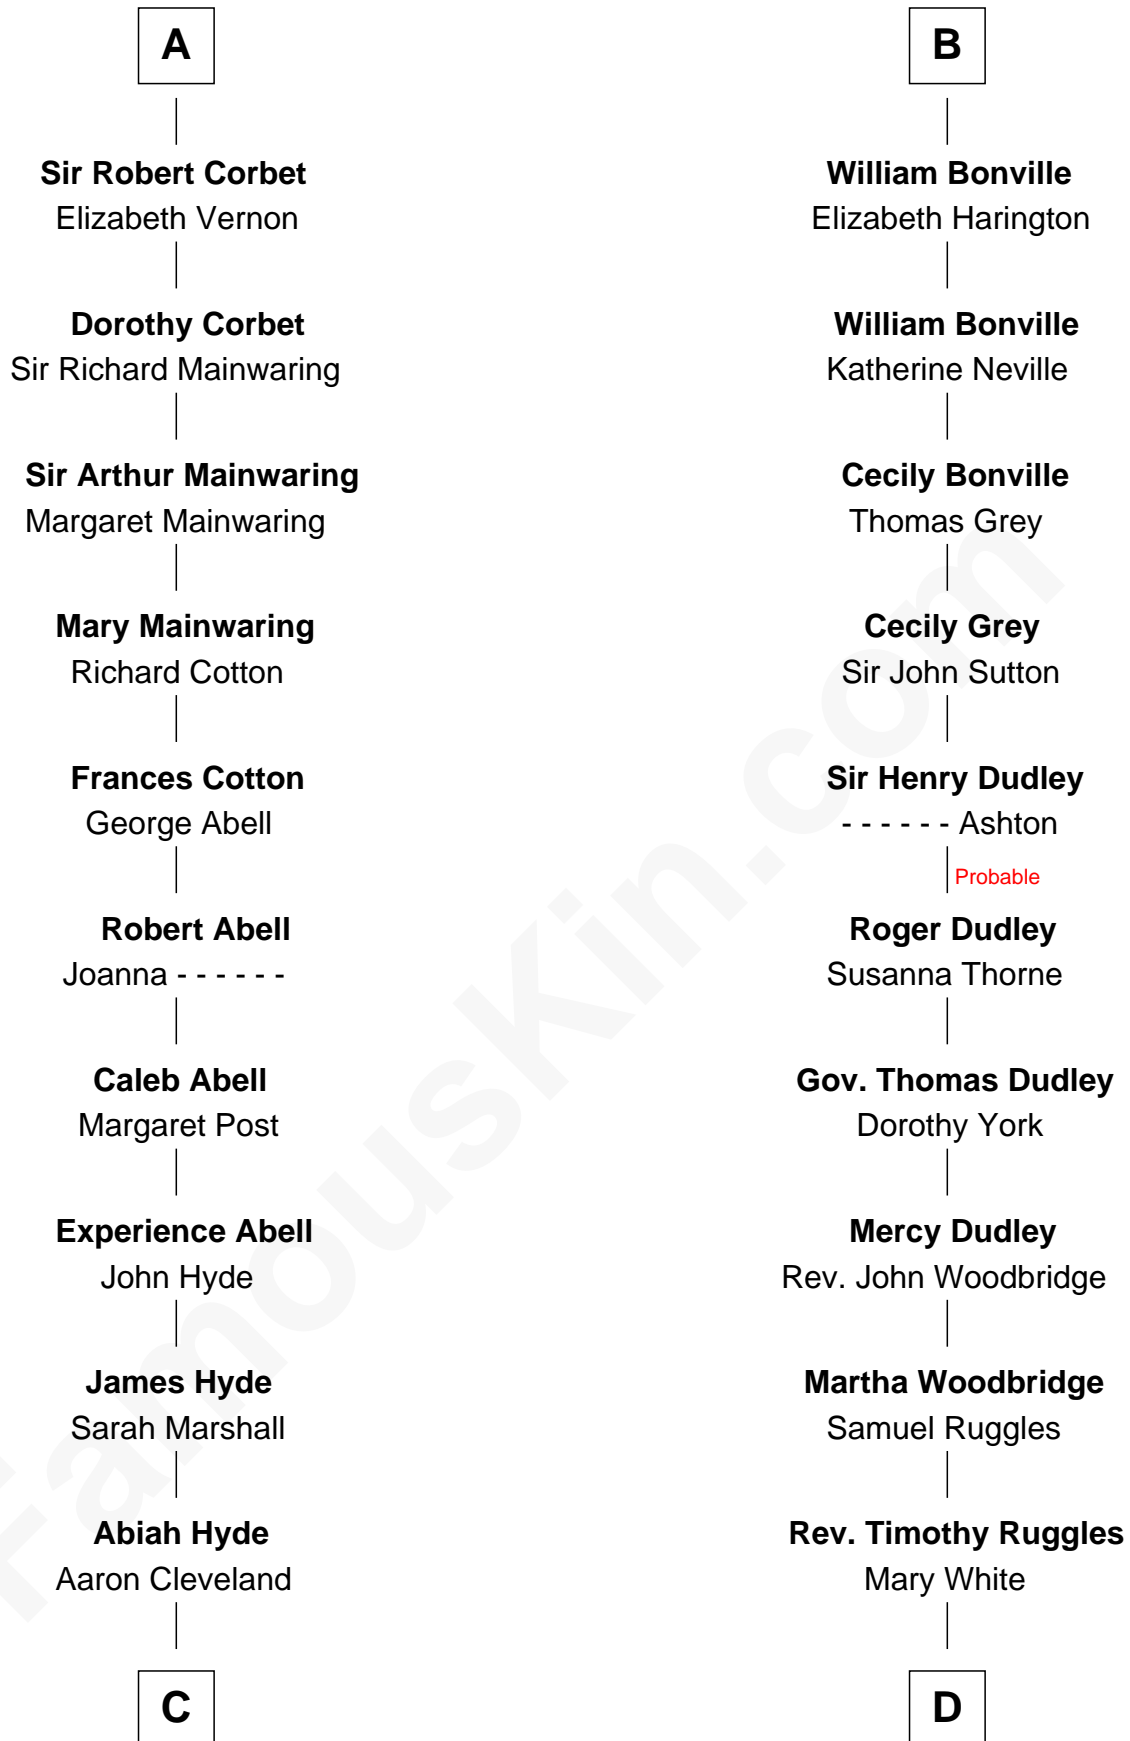 A
Sir Robert Corbet
Elizabeth Vernon
Dorothy Corbet
Sir Richard Mainwaring
Sir Arthur Mainwaring
Margaret Mainwaring
Mary Mainwaring
Richard Cotton
Frances Cotton
George Abell
Robert Abell
Joanna - - - - - -
Caleb Abell
Margaret Post
Experience Abell
John Hyde
James Hyde
Sarah Marshall
Abiah Hyde
Aaron Cleveland
C
B
William Bonville
Elizabeth Harington
William Bonville
Katherine Neville
Cecily Bonville
Thomas Grey
Cecily Grey
Sir John Sutton
Sir Henry Dudley
- - - - - - Ashton
Probable
Roger Dudley
Susanna Thorne
Gov. Thomas Dudley
Dorothy York
Mercy Dudley
Rev. John Woodbridge
Martha Woodbridge
Samuel Ruggles
Rev. Timothy Ruggles
Mary White
D
FamousKin.com